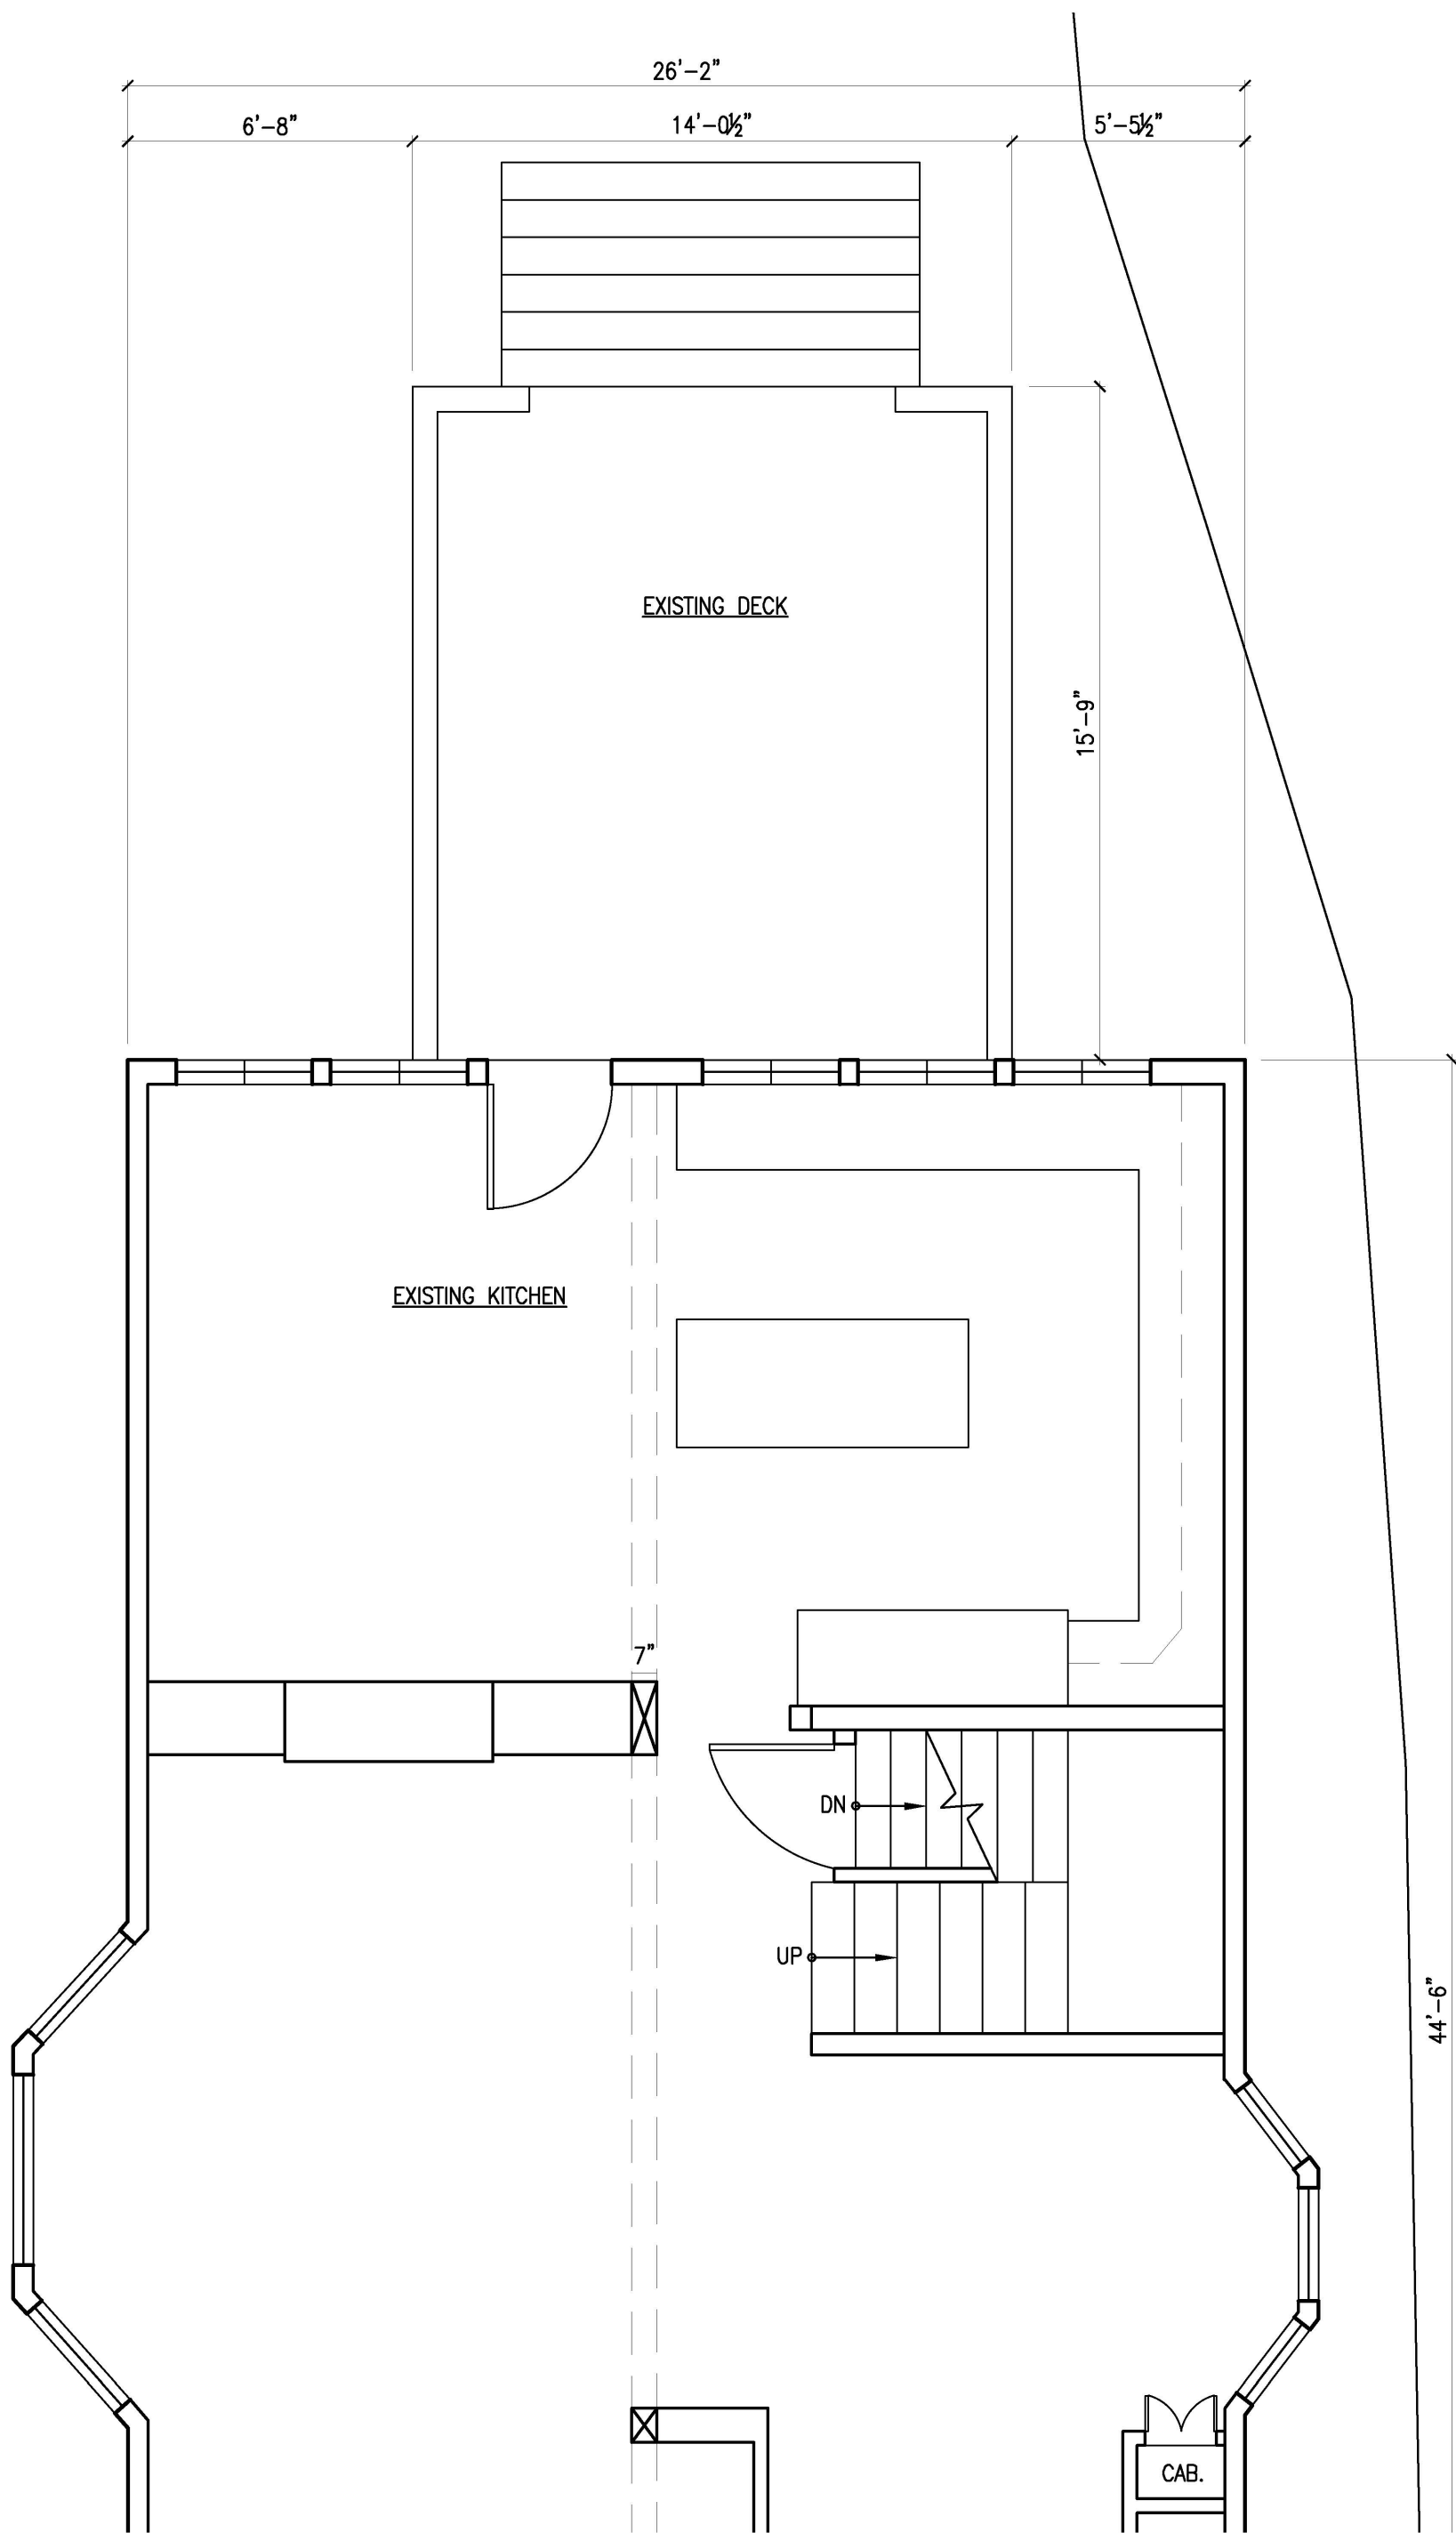 26'-2"
6'-8"
14'-0½"
5'-5½"
EXISTING DECK
15'-9"
EXISTING KITCHEN
7"
DN
UP
44'-6"
CAB.